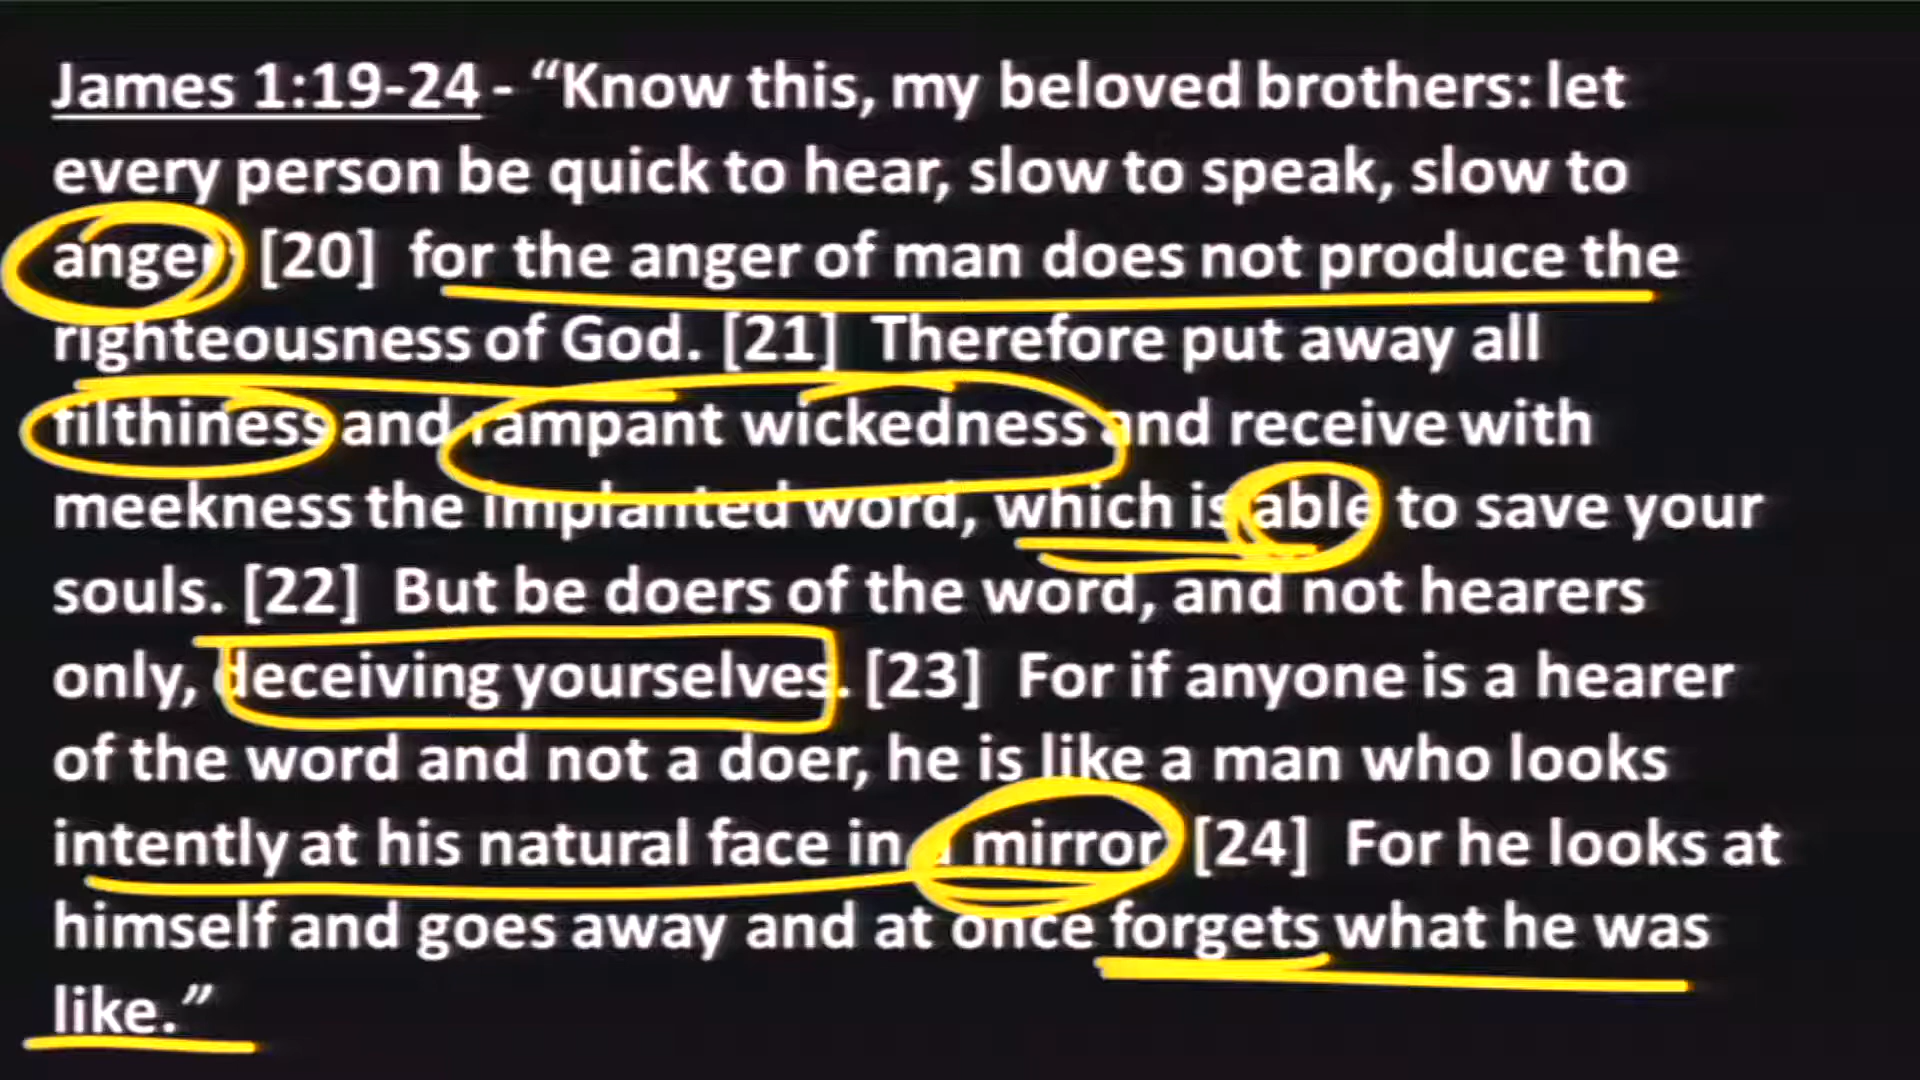 James 1:19-24 - “Know this, my beloved brothers: let
every person be quick to hear, slow to speak, slow to
anger; [20] for the anger of man does not produce the
righteousness of God. [21] Therefore put away all
filthiness and rampant wickedness and receive with
meekness the implanted word, which is able to save your
souls. [22] But be doers of the word, and not hearers
only, deceiving yourselves. [23] For if anyone is a hearer
of the word and not a doer, he is like a man who looks
intently at his natural face in a mirror. [24] For he looks at
himself and goes away and at once forgets what he was
like.”